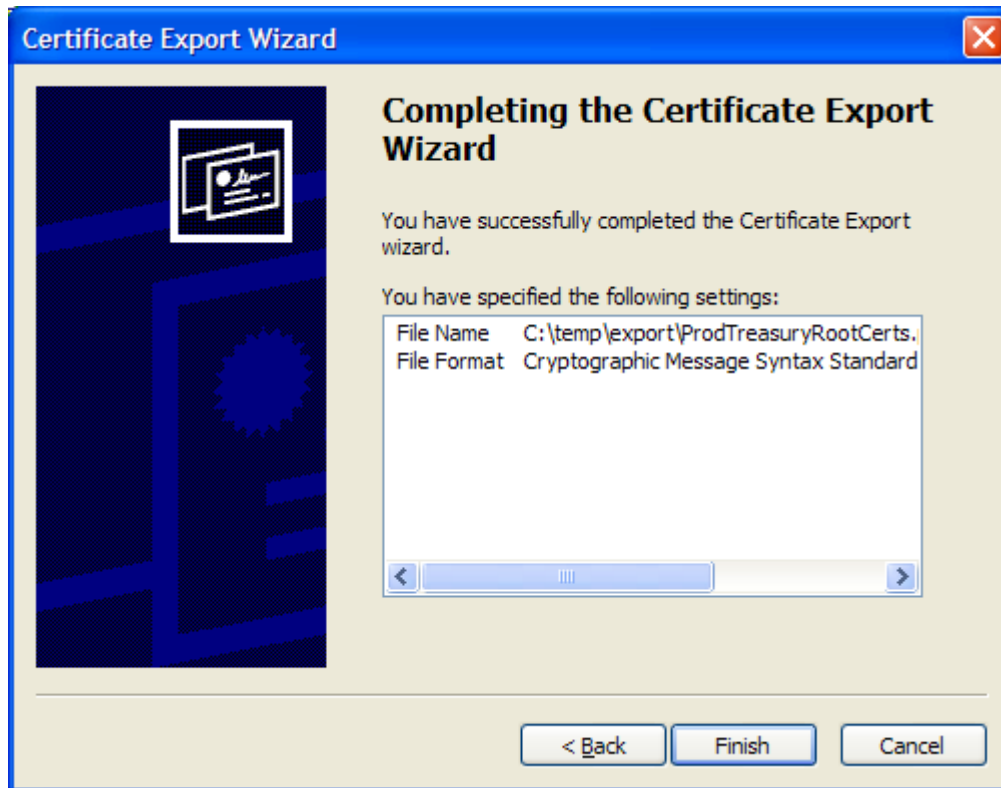 Certificate Export Wizard
Completing the Certificate Export
Wizard
You have successfully completed the Certificate Export
wizard.
You have specified the following settings:
File Name C:\temp\export\ProdTreasuryRootCerts.
File Format Cryptographic Message Syntax Standard
< Back Finish Cancel